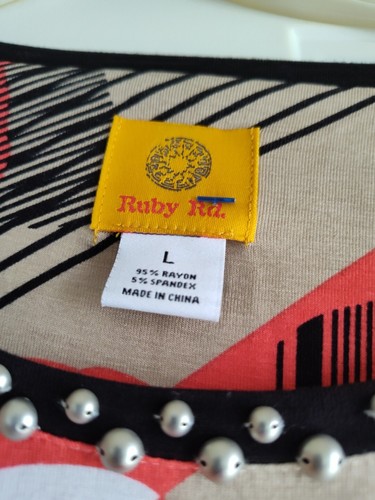 Ruby Rd.
L
95% RAYON
5% SPANDEX
MADE IN CHINA